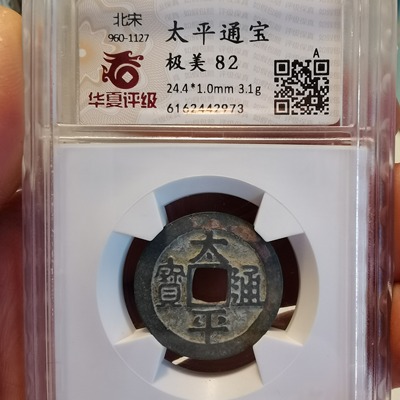 北宋
960-1127
华夏评级
太平通宝
极美 82
24.4*1.0mm 3.1g
6162442973
A
太平通寶